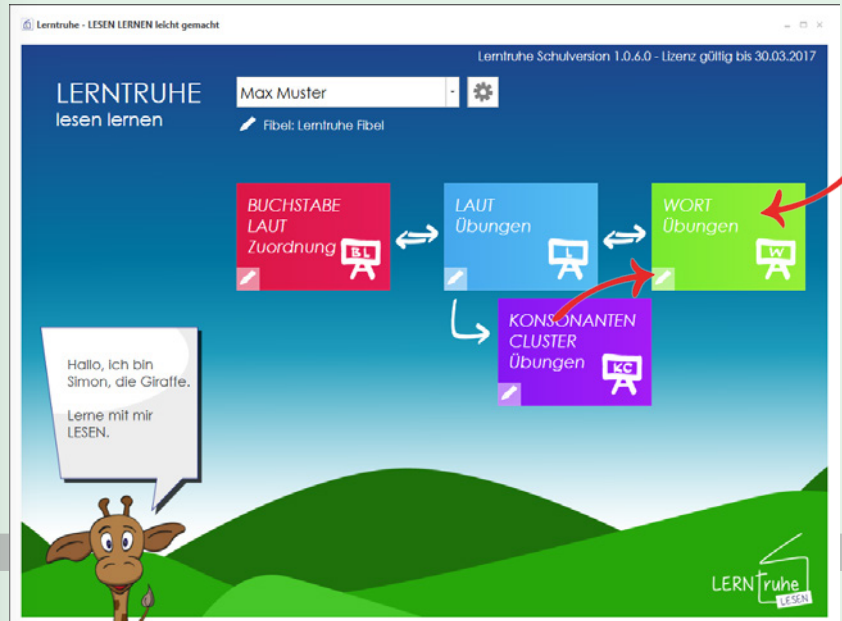 Lerntruhe - LESEN LERNEN leicht gemacht
Lerntruhe Schulversion 1.0.6.0 - Lizenz gültig bis 30.03.2017
LERNTRUHE
lesen lernen
Max Muster
Fibel: Lerntruhe Fibel
BUCHSTABE
LAUT
Zuordnung
BL
LAUT
Übungen
L
WORT
Übungen
W
KONSONANTEN
CLUSTER
Übungen
KC
Hallo, ich bin
Simon, die Giraffe.
Lerne mit mir
LESEN.
LERNTruhe
LESEN